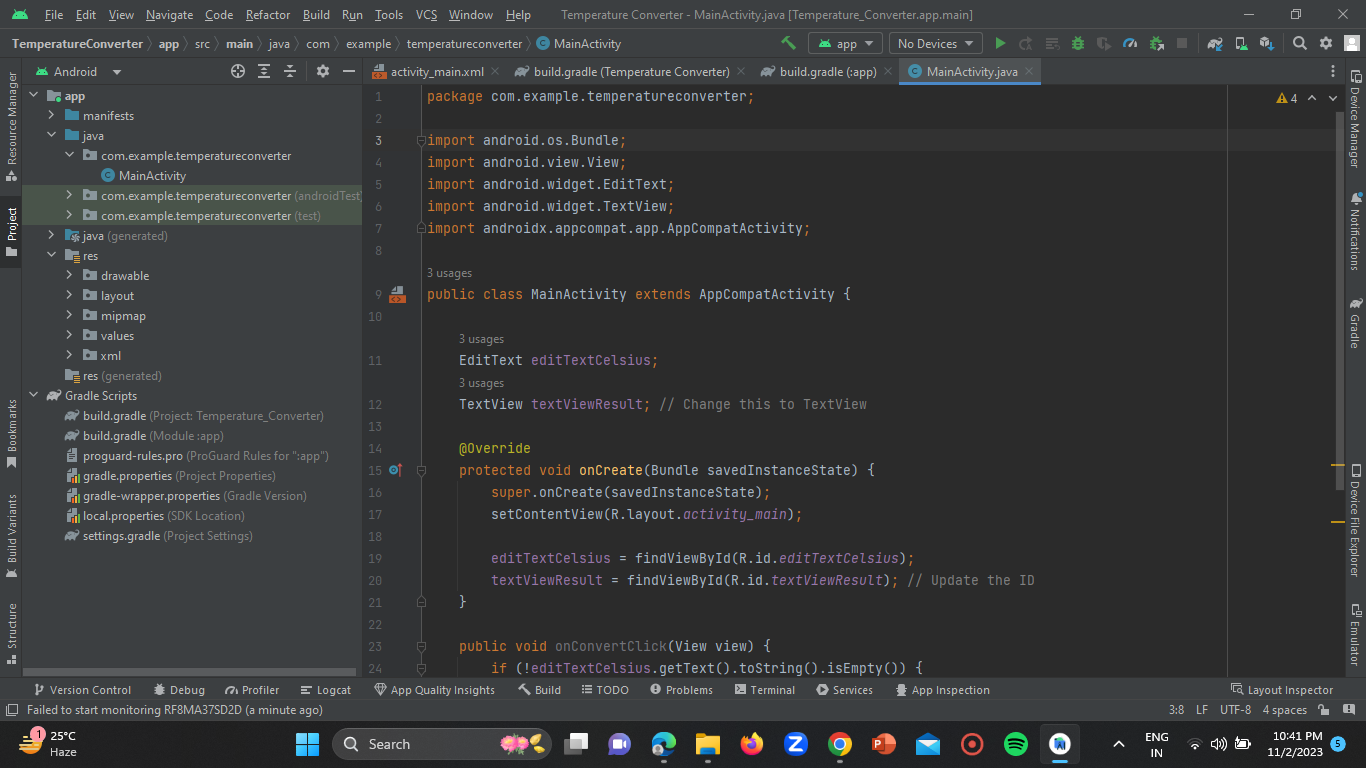 File Edit View Navigate Code Refactor Build Run Tools VCS Window Help Temperature Converter - MainActivity.java [Temperature_Converter.app.main]
TemperatureConverter app src main java com example temperatureconverter MainActivity app No Devices
Android activity_main.xml build.gradle (Temperature Converter) build.gradle (:app) MainActivity.java
Resource Manager
Project
Bookmarks
Build Variants
Structure
app
manifests
java
com.example.temperatureconverter
MainActivity
com.example.temperatureconverter (androidTest)
com.example.temperatureconverter (test)
java (generated)
res
drawable
layout
mipmap
values
xml
res (generated)
Gradle Scripts
build.gradle (Project: Temperature_Converter)
build.gradle (Module :app)
proguard-rules.pro (ProGuard Rules for ":app")
gradle.properties (Project Properties)
gradle-wrapper.properties (Gradle Version)
local.properties (SDK Location)
settings.gradle (Project Settings)
4
1 package com.example.temperatureconverter;
2
3 import android.os.Bundle;
4 import android.view.View;
5 import android.widget.EditText;
6 import android.widget.TextView;
7 import androidx.appcompat.app.AppCompatActivity;
8
3 usages
9 public class MainActivity extends AppCompatActivity {
10
3 usages
11 EditText editTextCelsius;
3 usages
12 TextView textViewResult; // Change this to TextView
13
14 @Override
15 protected void onCreate(Bundle savedInstanceState) {
16 super.onCreate(savedInstanceState);
17 setContentView(R.layout.activity_main);
18
19 editTextCelsius = findViewById(R.id.editTextCelsius);
20 textViewResult = findViewById(R.id.textViewResult); // Update the ID
21 }
22
23 public void onConvertClick(View view) {
24 if (!editTextCelsius.getText().toString().isEmpty()) {
Device Manager
Notifications
Gradle
Device File Explorer
Emulator
Version Control Debug Profiler Logcat App Quality Insights Build TODO Problems Terminal Services App Inspection Layout Inspector
Failed to start monitoring RF8MA37SD2D (a minute ago) 3:8 LF UTF-8 4 spaces
1 25°C
Haze
Search
ENG
IN
10:41 PM
11/2/2023
5